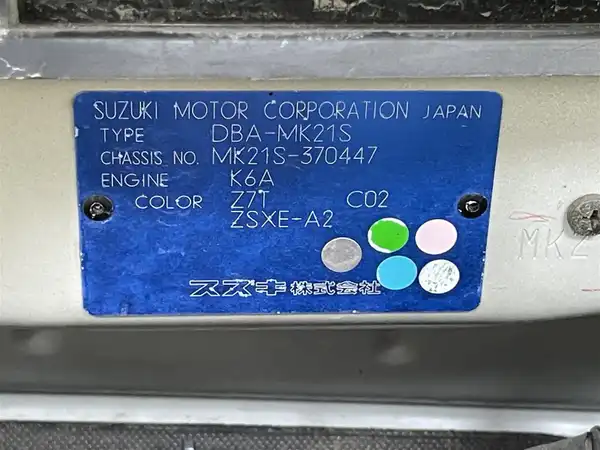 SUZUKI MOTOR CORPORATION JAPAN
TYPE DBA-MK21S
CHASSIS NO. MK21S-370447
ENGINE K6A
COLOR Z7T C02
ZSXE-A2
スズキ株式会社
MK2